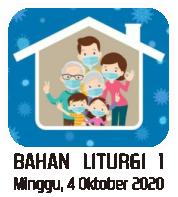 BAHAN LITURGI 1
Minggu, 4 Oktober 2020